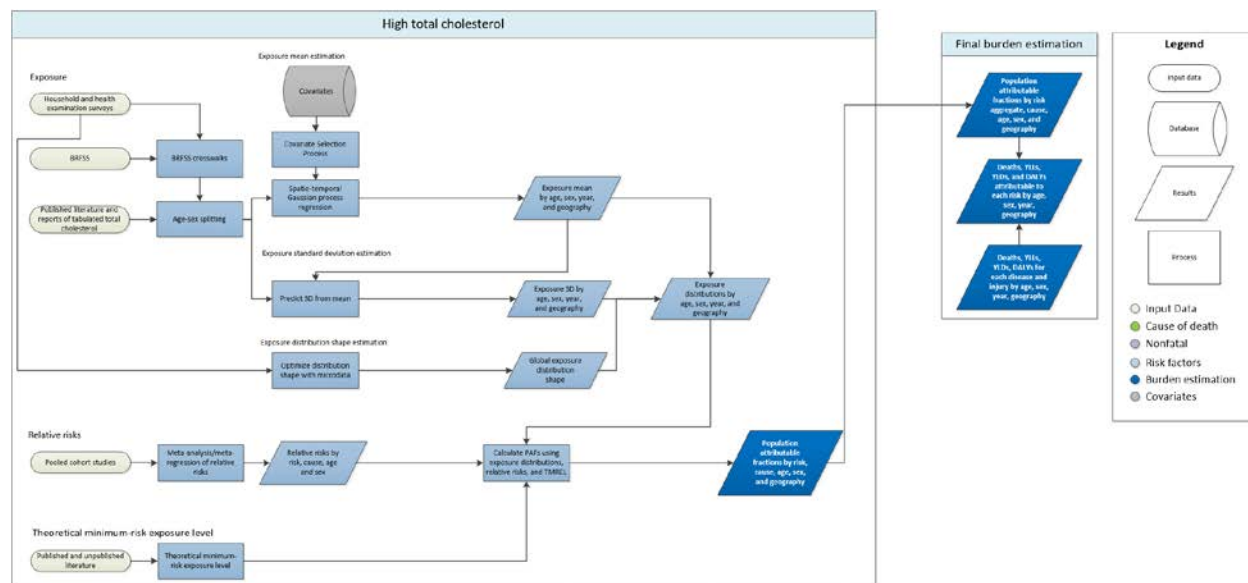 High total cholesterol
Exposure mean estimation
Covariates
Exposure
Household and health
examination surveys
BRFSS
BRFSS crosswalks
Covariate Selection
Process
Published literature and
reports of tabulated total
cholesterol
Age-sex splitting
Spatio-temporal
Gaussian process
regression
Exposure mean
by age, sex, year,
and geography
Exposure standard deviation estimation
Predict SD from mean
Exposure SD by
age, sex, year,
and geography
Exposure
distributions by
age, sex, year, and
geography
Exposure distribution shape estimation
Optimize distribution
shape with microdata
Global exposure
distribution
shape
Relative risks
Pooled cohort studies
Meta-analysis/meta-
regression of relative
risks
Relative risks by
risk, cause, age
and sex
Calculate PAFs using
exposure distributions,
relative risks, and TMREL
Population
attributable
fractions by risk,
cause, age, sex,
and geography
Theoretical minimum-risk exposure level
Published and unpublished
literature
Theoretical minimum-
risk exposure level
Final burden estimation
Population
attributable
fractions by risk
aggregate, cause,
age, sex, and
geography
Deaths, YLLs,
YLDs, and DALYs
attributable to
each risk by age,
sex, year,
geography
Deaths, YLLs,
YLDs, DALYs for
each disease and
injury by age, sex,
year, geography
Legend
Input data
Database
Results
Process
Input Data
Cause of death
Nonfatal
Risk factors
Burden estimation
Covariates